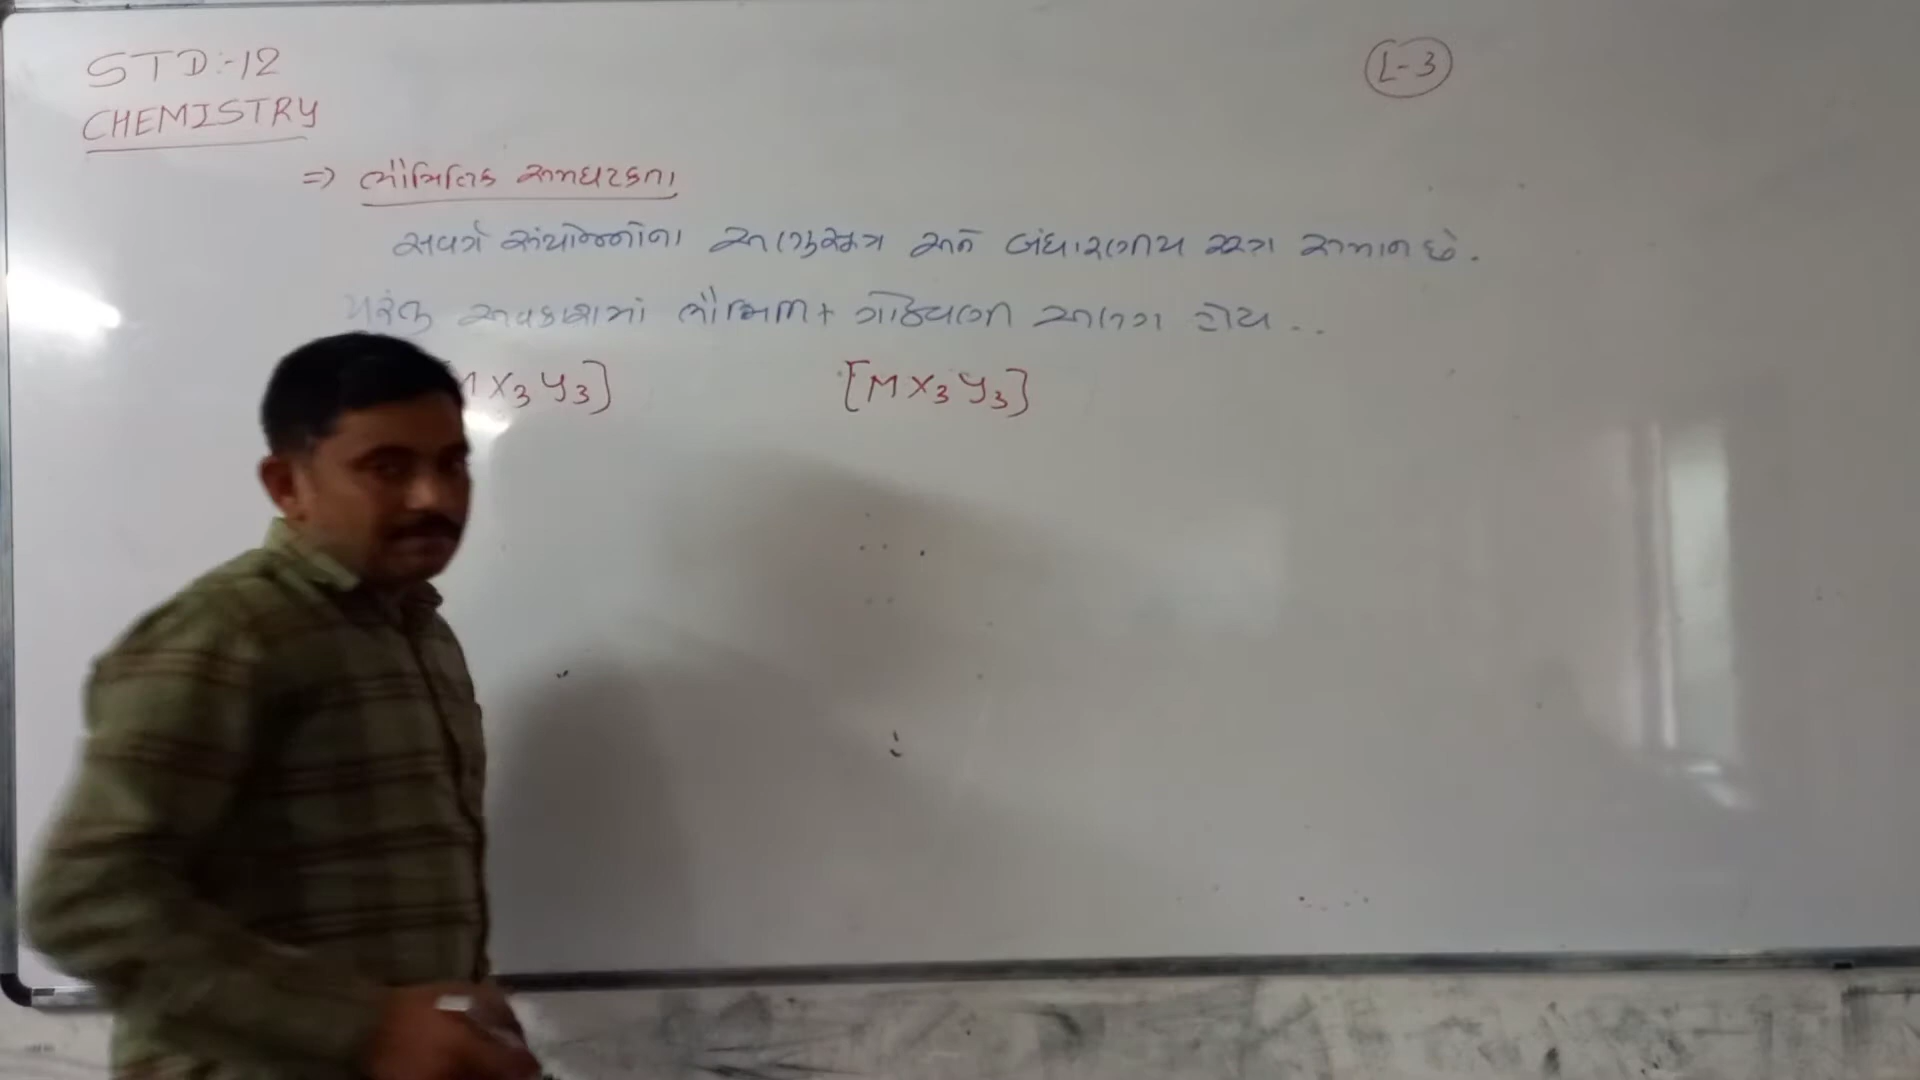 STD:-12
L-3
CHEMISTRY
=> ભૌમિતિક સમઘટકતા
સવર્ગ સંયોજનોના અણુસૂત્ર અને બંધારણીય સૂત્ર સમાન છે.
પરંતુ અવકાશમાં ભૌમિતિક ગોઠવણી અલગ હોય ..
M X3 Y3] [M X3 Y3]